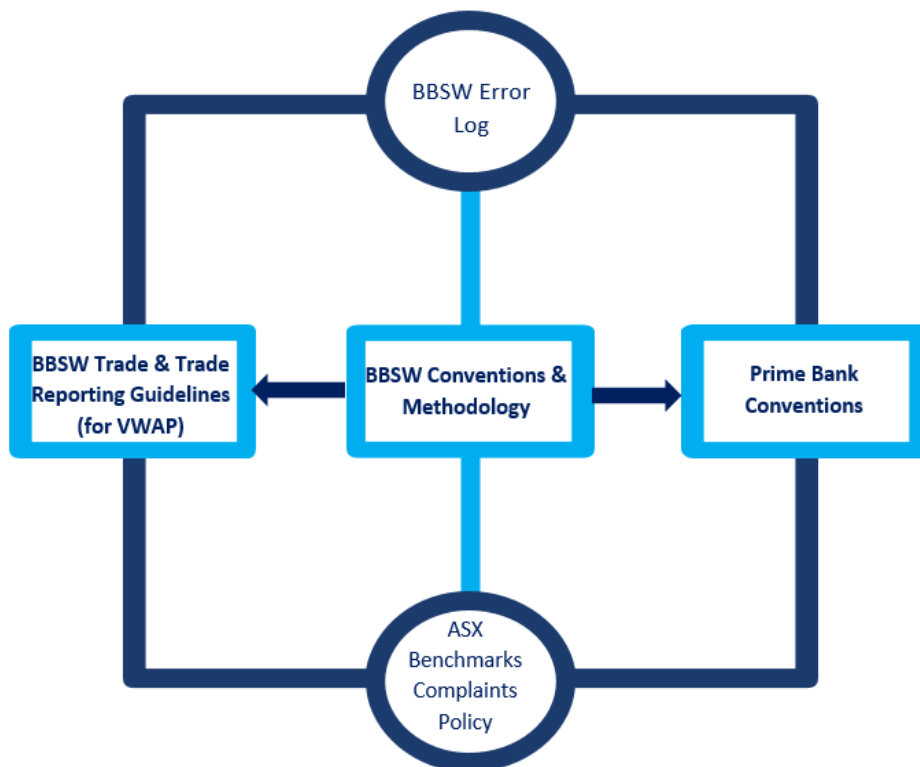 BBSW Error
Log
BBSW Trade & Trade
Reporting Guidelines
(for VWAP)
BBSW Conventions &
Methodology
Prime Bank
Conventions
ASX
Benchmarks
Complaints
Policy